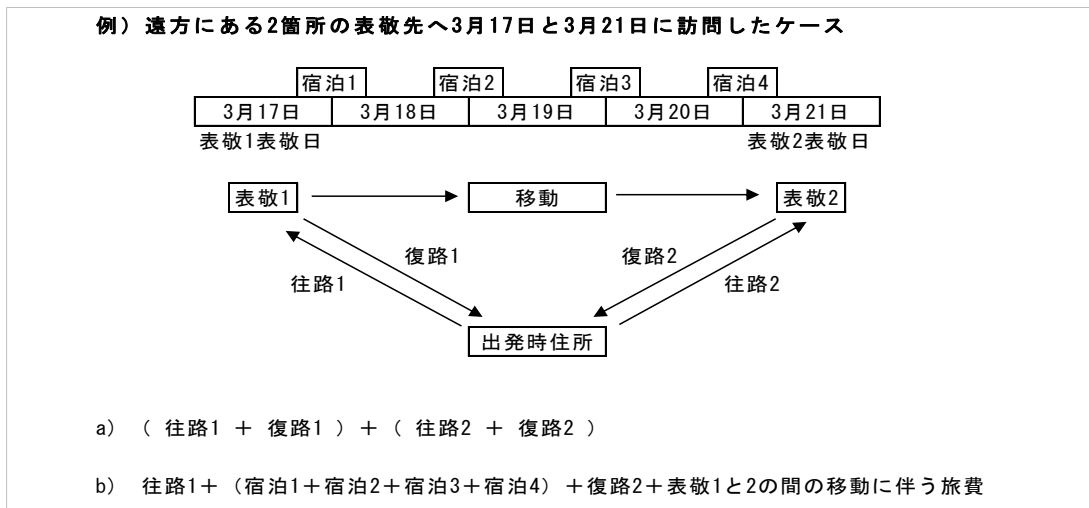 例）遠方にある2箇所の表敬先へ3月17日と3月21日に訪問したケース
宿泊1 宿泊2 宿泊3 宿泊4
3月17日 3月18日 3月19日 3月20日 3月21日
表敬1表敬日 表敬2表敬日
表敬1 移動 表敬2
復路1 復路2
往路1 往路2
出発時住所
a) （ 往路1 ＋ 復路1 ）＋（ 往路2 ＋ 復路2 ）
b) 往路1＋（宿泊1＋宿泊2＋宿泊3＋宿泊4）＋復路2＋表敬1と2の間の移動に伴う旅費